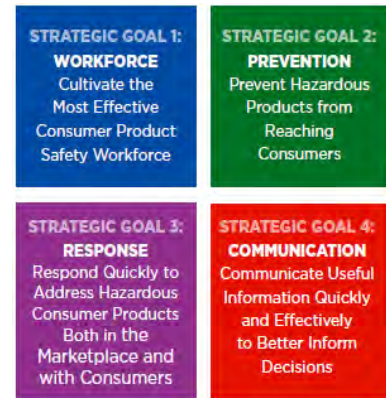 STRATEGIC GOAL 1:
WORKFORCE
Cultivate the
Most Effective
Consumer Product
Safety Workforce
STRATEGIC GOAL 2:
PREVENTION
Prevent Hazardous
Products from
Reaching
Consumers
STRATEGIC GOAL 3:
RESPONSE
Respond Quickly to
Address Hazardous
Consumer Products
Both in the
Marketplace and
with Consumers
STRATEGIC GOAL 4:
COMMUNICATION
Communicate Useful
Information Quickly
and Effectively
to Better Inform
Decisions